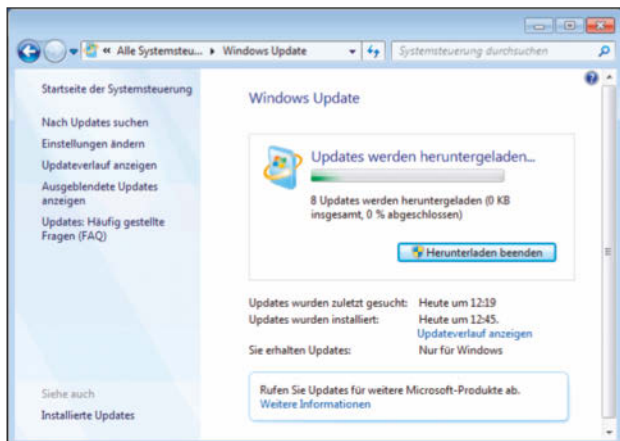 « Alle Systemsteu... ▸ Windows Update
Systemsteuerung durchsuchen
Startseite der Systemsteuerung
Nach Updates suchen
Einstellungen ändern
Updateverlauf anzeigen
Ausgeblendete Updates
anzeigen
Updates: Häufig gestellte
Fragen (FAQ)
Siehe auch
Installierte Updates
Windows Update
Updates werden heruntergeladen...
8 Updates werden heruntergeladen (0 KB
insgesamt, 0 % abgeschlossen)
Herunterladen beenden
Updates wurden zuletzt gesucht: Heute um 12:19
Updates wurden installiert: Heute um 12:45.
Updateverlauf anzeigen
Sie erhalten Updates: Nur für Windows
Rufen Sie Updates für weitere Microsoft-Produkte ab.
Weitere Informationen